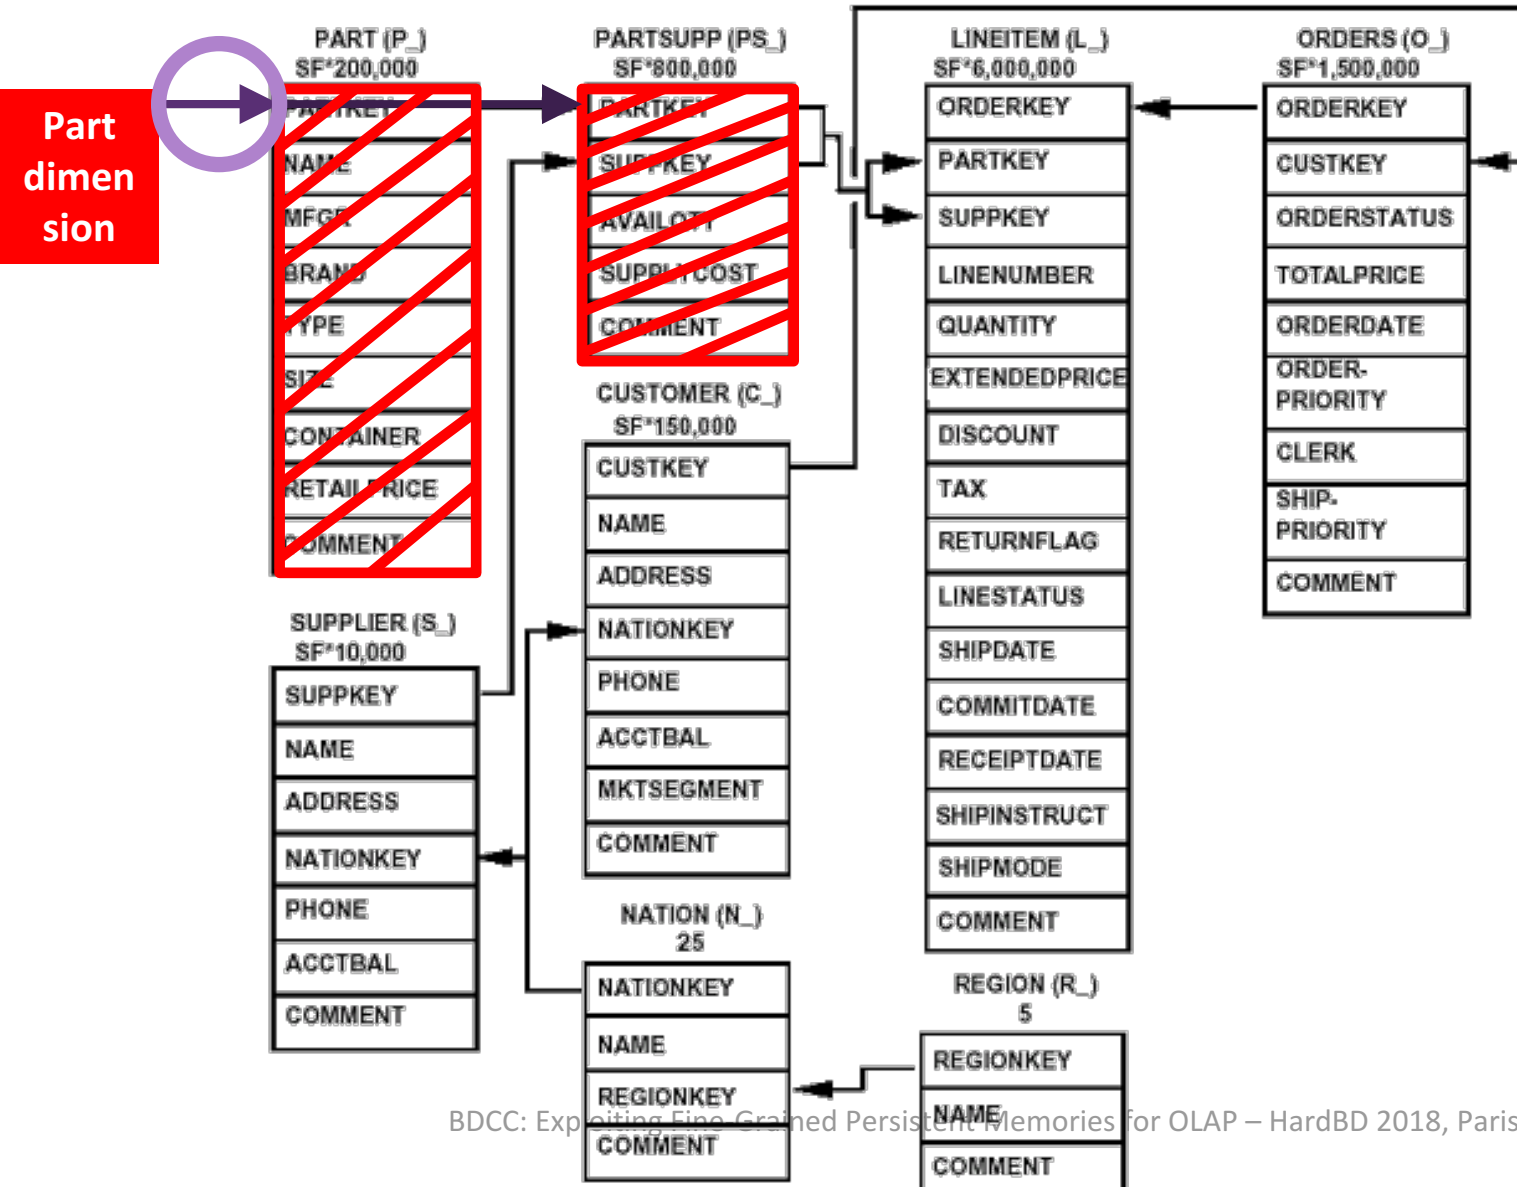 Part
dimen
sion
PART (P_)
SF*200,000
PARTKEY
NAME
MFGR
BRAND
TYPE
SIZE
CONTAINER
RETAILPRICE
COMMENT
SUPPLIER (S_)
SF*10,000
SUPPKEY
NAME
ADDRESS
NATIONKEY
PHONE
ACCTBAL
COMMENT
PARTSUPP (PS_)
SF*800,000
PARTKEY
SUPPKEY
AVAILQTY
SUPPLYCOST
COMMENT
CUSTOMER (C_)
SF*150,000
CUSTKEY
NAME
ADDRESS
NATIONKEY
PHONE
ACCTBAL
MKTSEGMENT
COMMENT
NATION (N_)
25
NATIONKEY
NAME
REGIONKEY
COMMENT
LINEITEM (L_)
SF*6,000,000
ORDERKEY
PARTKEY
SUPPKEY
LINENUMBER
QUANTITY
EXTENDEDPRICE
DISCOUNT
TAX
RETURNFLAG
LINESTATUS
SHIPDATE
COMMITDATE
RECEIPTDATE
SHIPINSTRUCT
SHIPMODE
COMMENT
REGION (R_)
5
REGIONKEY
NAME
COMMENT
ORDERS (O_)
SF*1,500,000
ORDERKEY
CUSTKEY
ORDERSTATUS
TOTALPRICE
ORDERDATE
ORDER-
PRIORITY
CLERK
SHIP-
PRIORITY
COMMENT
BDCC: Exploiting Fine-Grained Persistent Memories for OLAP – HardBD 2018, Paris